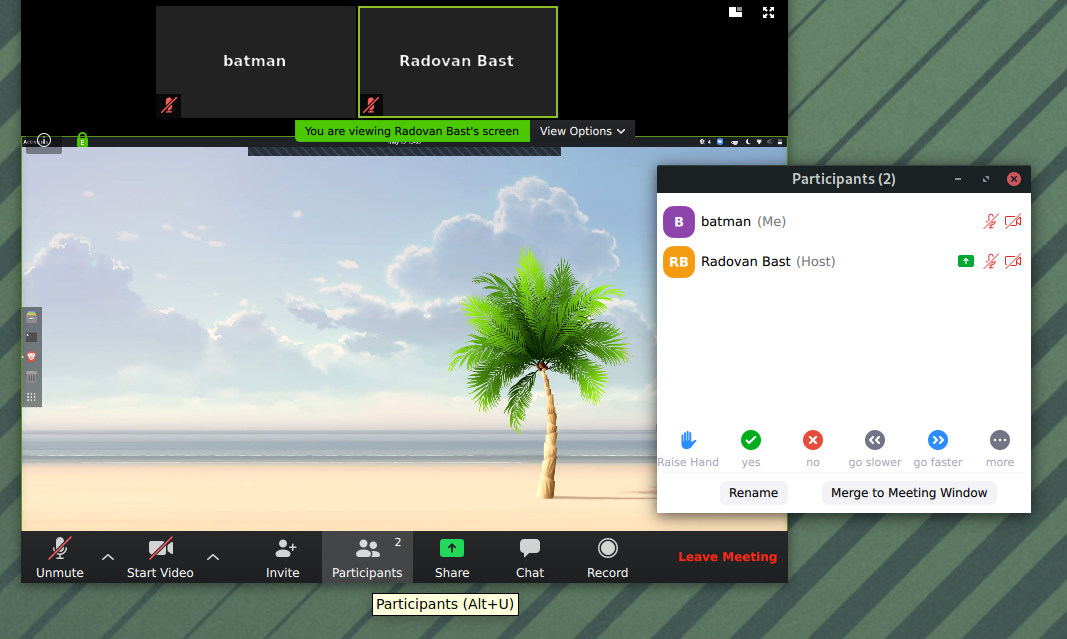 batman
Radovan Bast
You are viewing Radovan Bast's screen
View Options
E
Participants (2)
B
batman (Me)
RB
Radovan Bast (Host)
Raise Hand
yes
no
go slower
go faster
more
Rename
Merge to Meeting Window
Unmute
Start Video
Invite
2
Participants
Share
Chat
Record
Leave Meeting
Participants (Alt+U)